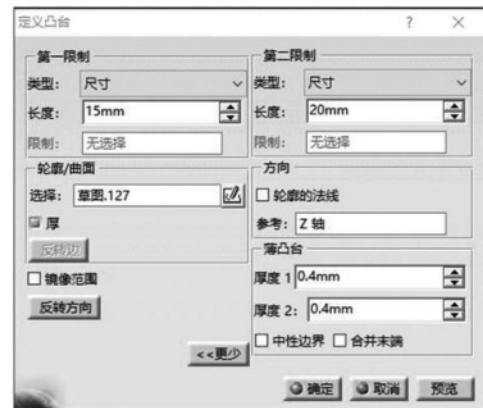 定义凸台 ?
第一限制
类型: 尺寸
长度: 15mm
限制: 无选择
轮廓/曲面
选择: 草图.127
厚
反转边
镜像范围
反转方向
<<更少
第二限制
类型: 尺寸
长度: 20mm
限制: 无选择
方向
轮廓的法线
参考: Z 轴
薄凸台
厚度 1 0.4mm
厚度 2: 0.4mm
中性边界 合并末端
确定 取消 预览